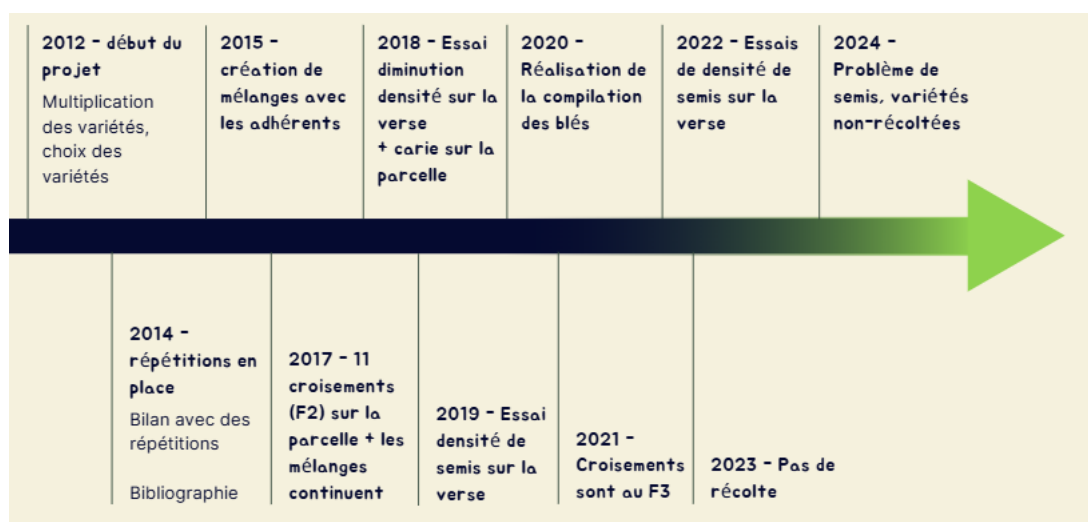 2012 - début du
projet
Multiplication
des variétés,
choix des
variétés
2015 -
création de
mélanges avec
les adhérents
2018 - Essai
diminution
densité sur la
verse
+ carie sur la
parcelle
2020 -
Réalisation de
la compilation
des blés
2022 - Essais
de densité de
semis sur la
verse
2024 -
Problème de
semis, variétés
non-récoltées
2014 -
répétitions en
place
Bilan avec des
répétitions
Bibliographie
2017 - 11
croisements
(F2) sur la
parcelle + les
mélanges
continuent
2019 - Essai
densité de
semis sur la
verse
2021 -
Croisements
sont au F3
2023 - Pas de
récolte